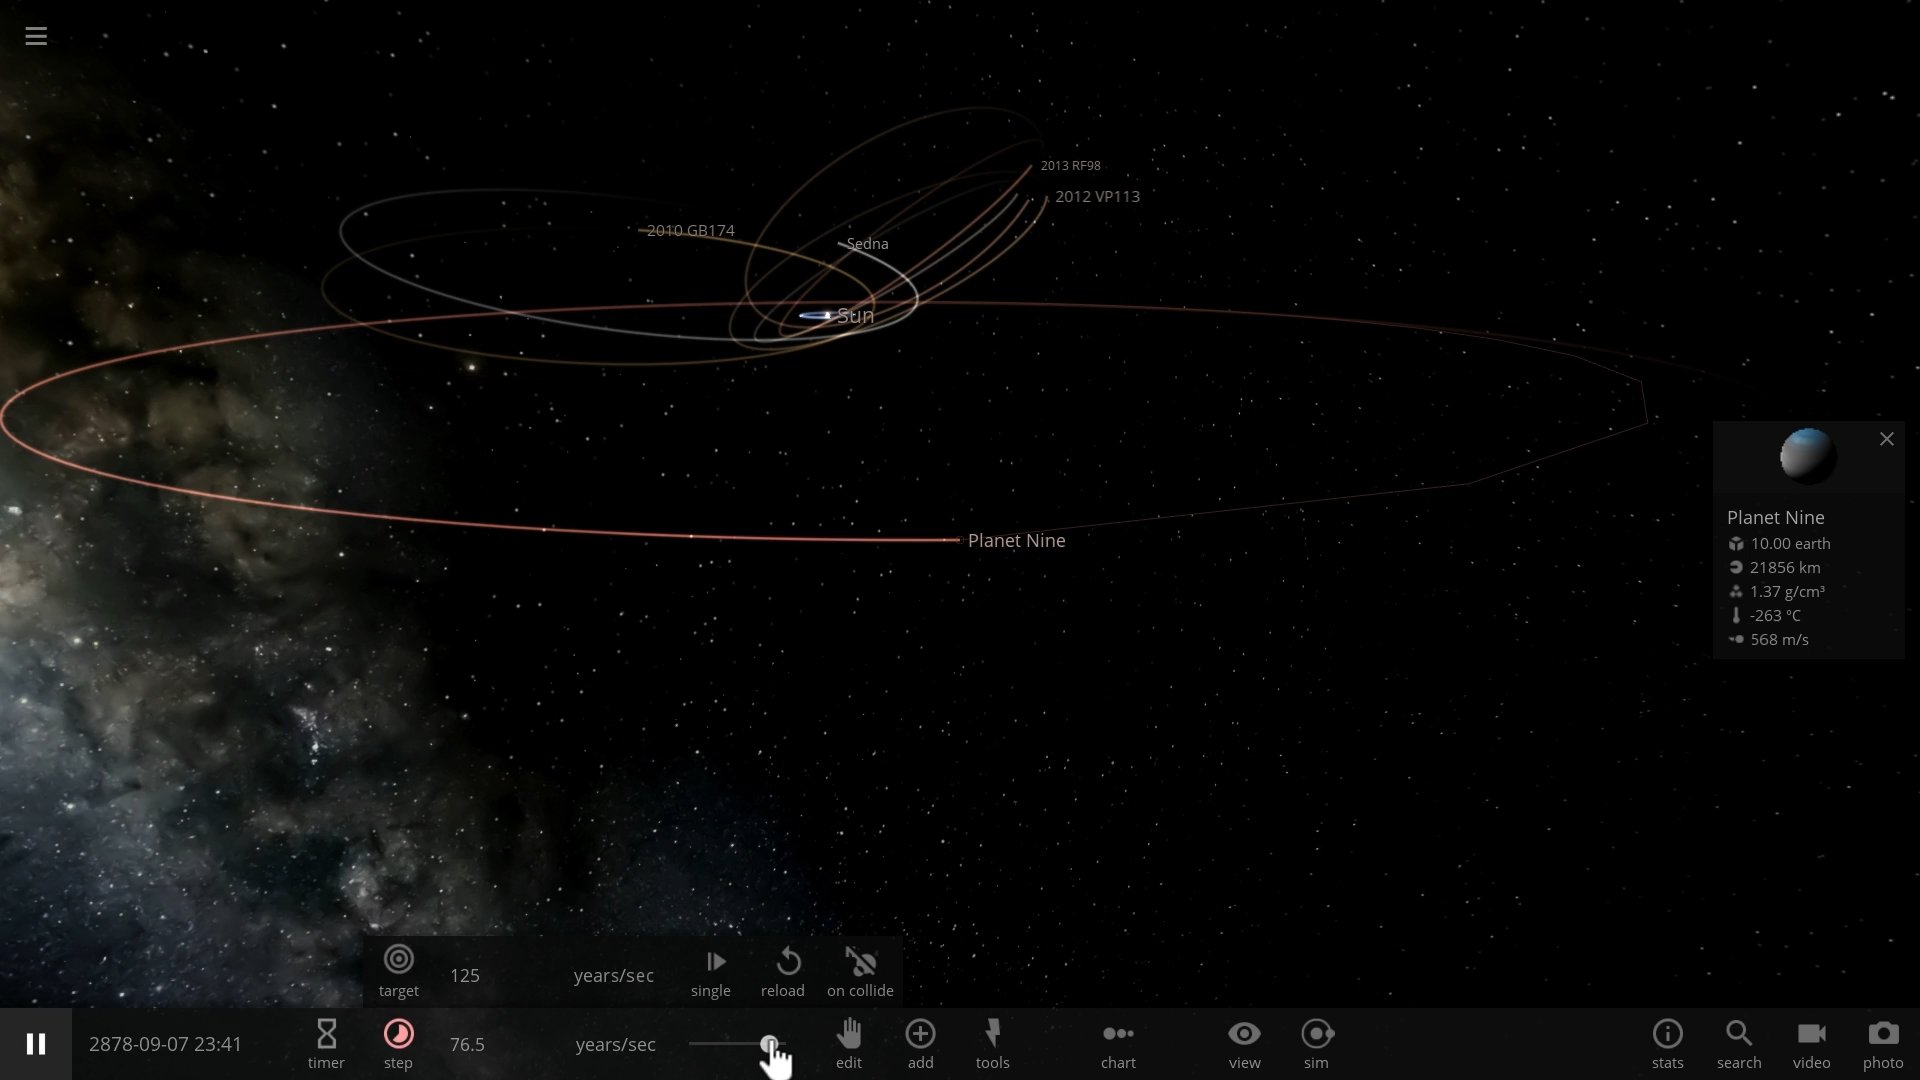 2013 RF98
2012 VP113
2010 GB174
Sedna
Sun
Planet Nine
Planet Nine
10.00 earth
21856 km
1.37 g/cm³
-263 °C
568 m/s
target
125
years/sec
single
reload
on collide
2878-09-07 23:41
timer
step
76.5
years/sec
edit
add
tools
chart
view
sim
stats
search
video
photo